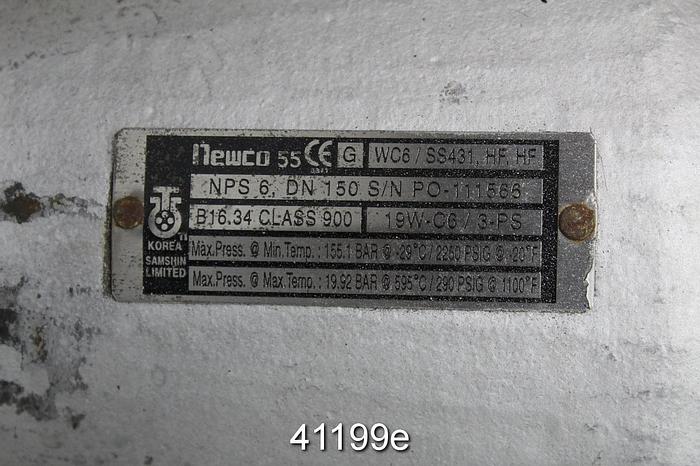 newco 55 CE G WC6 / SS431, HF, HF
NPS 6, DN 150 S/N PO-111566
B16.34 CLASS 900 19W-C6 / 3-PS
KOREA
SAMSHIN
LIMITED
Max.Press. @ Min.Temp.: 155.1 BAR @ -29°C / 2250 PSIG @ -20°F
Max.Press. @ Max.Temp.: 19.92 BAR @ 595°C / 290 PSIG @ 1100°F
41199e